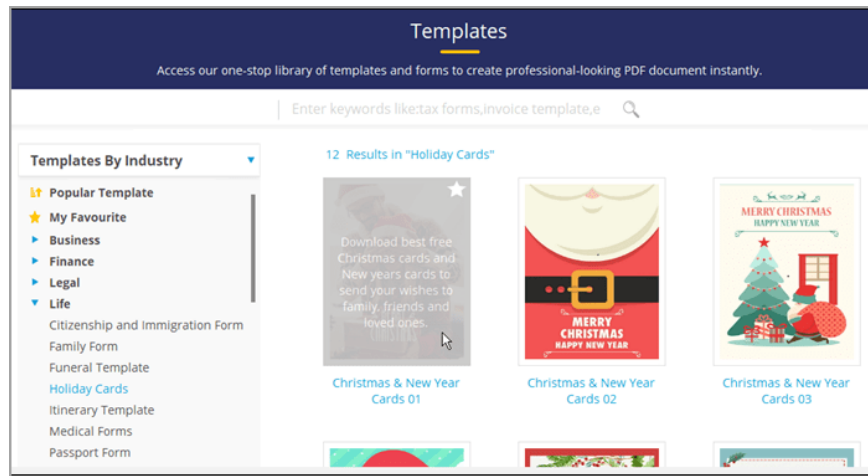 Templates
Access our one-stop library of templates and forms to create professional-looking PDF document instantly.
Enter keywords like:tax forms,invoice template,e
Templates By Industry
Popular Template
My Favourite
Business
Finance
Legal
Life
Citizenship and Immigration Form
Family Form
Funeral Template
Holiday Cards
Itinerary Template
Medical Forms
Passport Form
12 Results in "Holiday Cards"
Download best free
Christmas cards and
New years cards to
send your wishes to
family, friends and
loved ones.
Christmas & New Year
Cards 01
MERRY
CHRISTMAS
HAPPY NEW YEAR
Christmas & New Year
Cards 02
MERRY CHRISTMAS
HAPPY NEW YEAR
Christmas & New Year
Cards 03